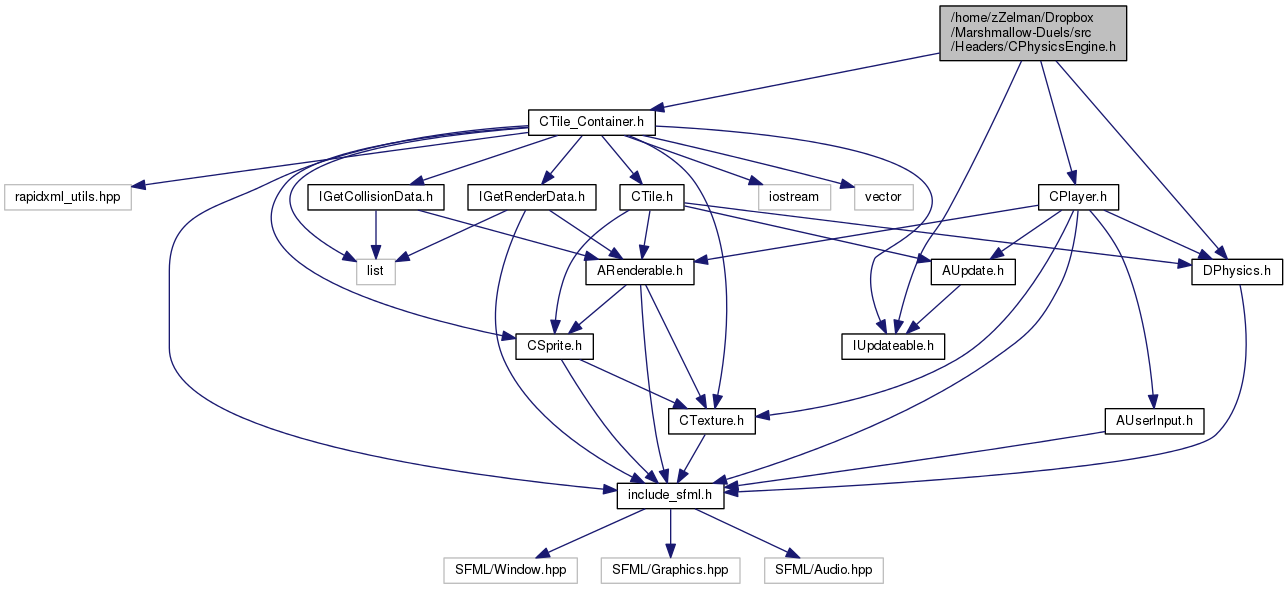 /home/zZelman/Dropbox
/Marshmallow-Duels/src
/Headers/CPhysicsEngine.h
CTile_Container.h
rapidxml_utils.hpp
IGetCollisionData.h
IGetRenderData.h
CTile.h
iostream
vector
CPlayer.h
list
ARenderable.h
AUpdate.h
DPhysics.h
CSprite.h
IUpdateable.h
CTexture.h
AUserInput.h
include_sfml.h
SFML/Window.hpp
SFML/Graphics.hpp
SFML/Audio.hpp